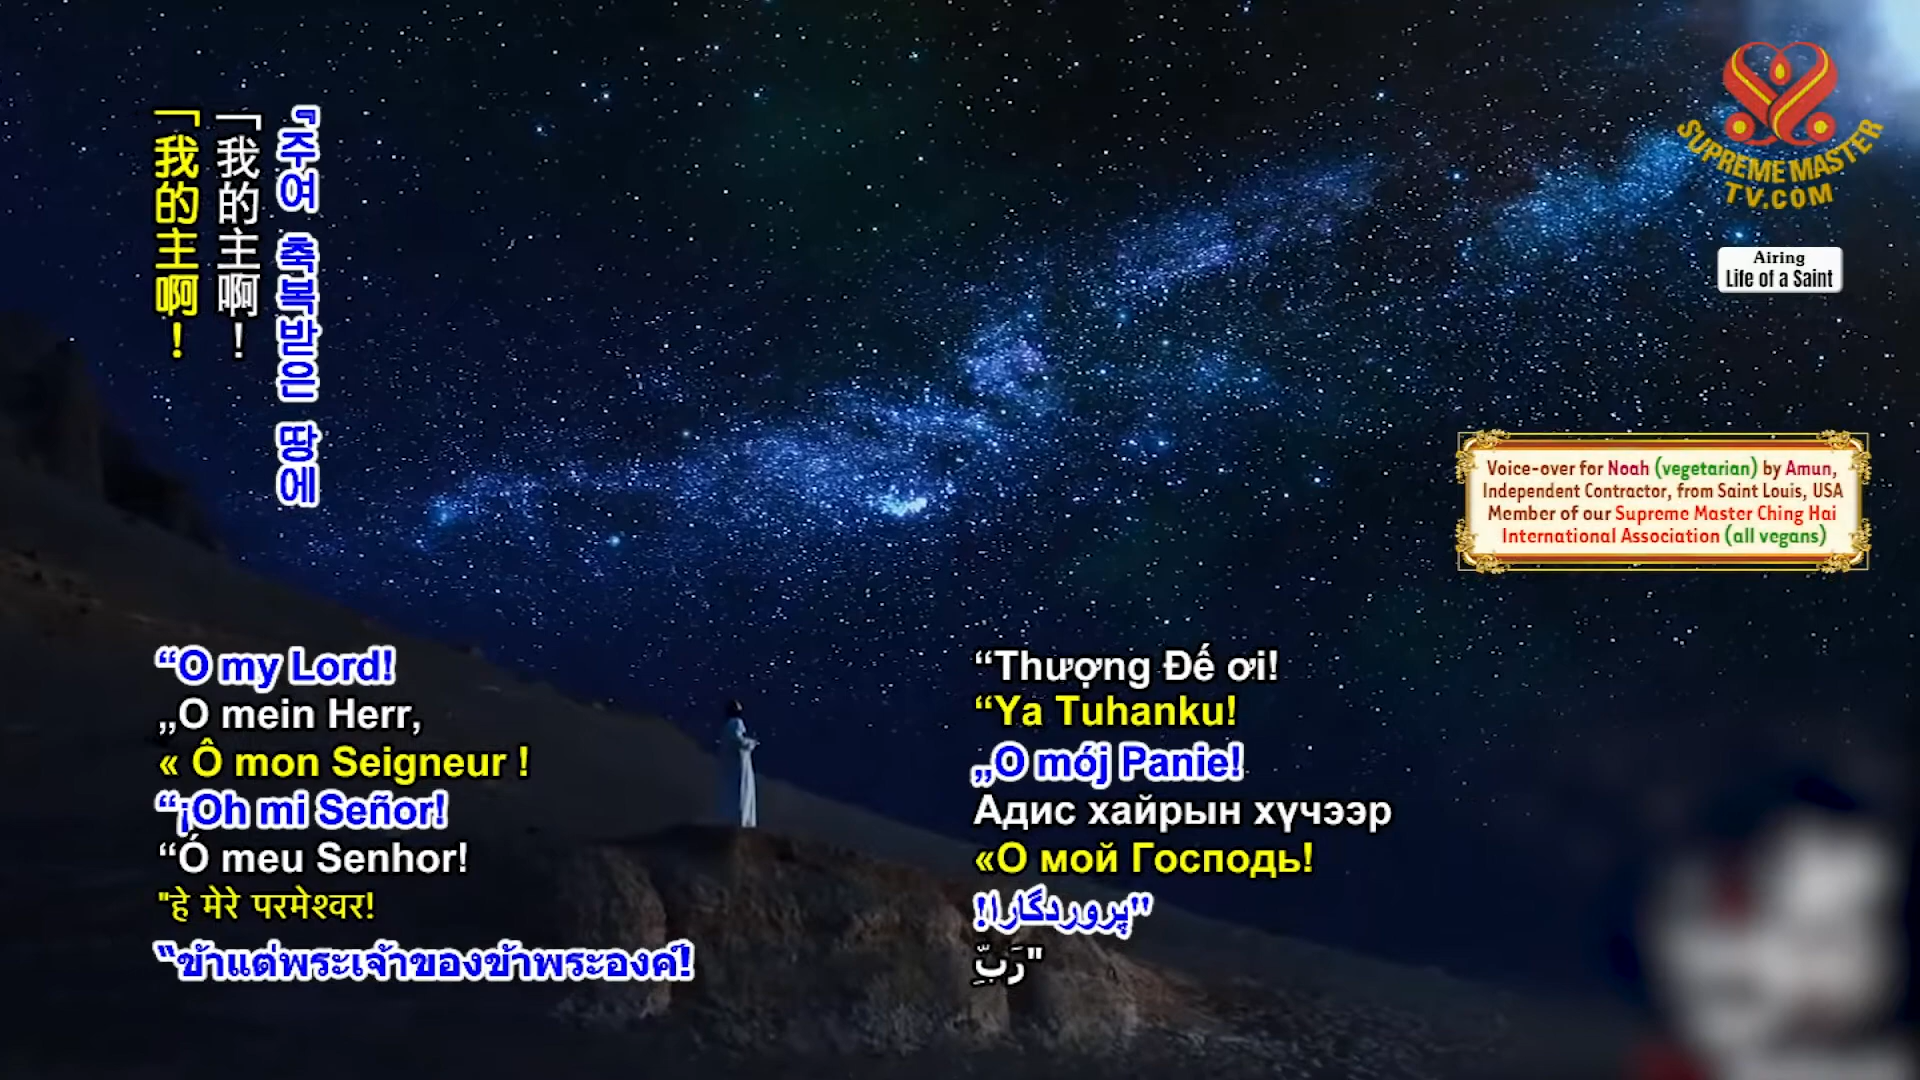 『주여 축복받은 땅에
「我的主啊！
「我的主啊！
SUPREME MASTER
TV.COM
Airing
Life of a Saint
Voice-over for Noah (vegetarian) by Amun,
Independent Contractor, from Saint Louis, USA
Member of our Supreme Master Ching Hai
International Association (all vegans)
“O my Lord!
„O mein Herr,
« Ô mon Seigneur !
“¡Oh mi Señor!
“Ó meu Senhor!
"हे मेरे परमेश्वर!
“ข้าแต่พระเจ้าของข้าพระองค์!
“Thượng Đế ơi!
“Ya Tuhanku!
„O mój Panie!
Адис хайрын хүчээр
«О мой Господь!
"پروردگارا!
"رَبِّ